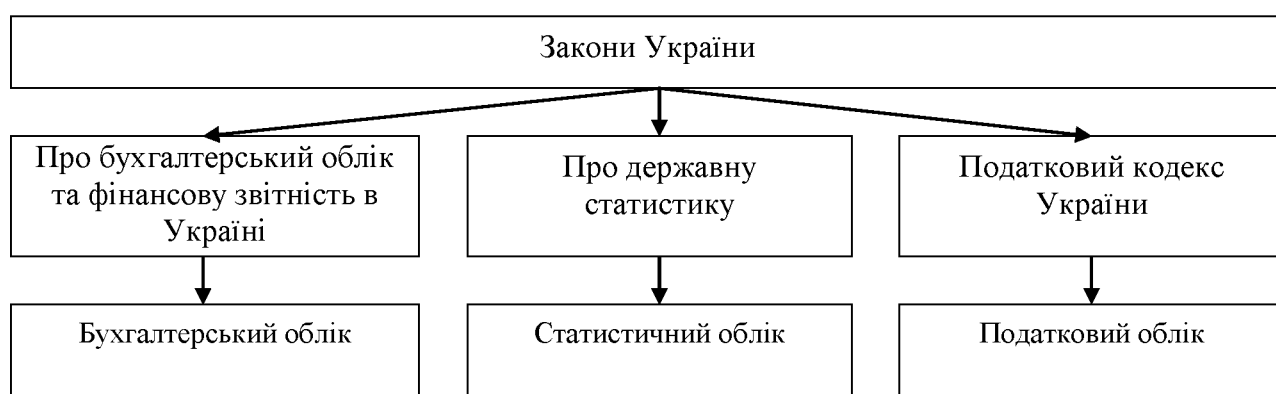 Закони України
Про бухгалтерський облік
та фінансову звітність в
Україні
Про державну
статистику
Податковий кодекс
України
Бухгалтерський облік
Статистичний облік
Податковий облік